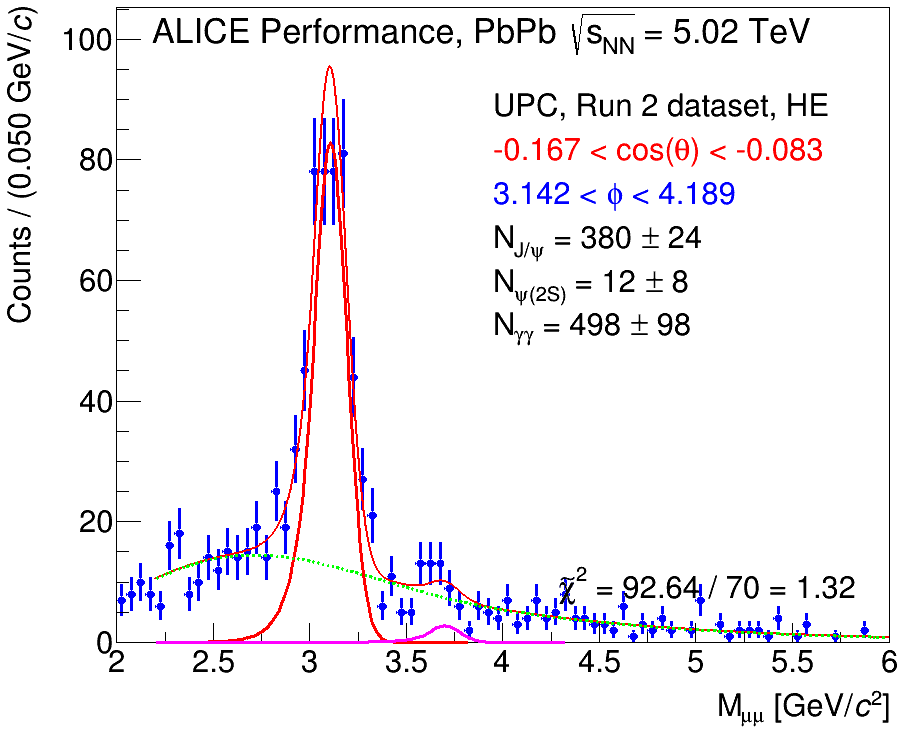 ALICE Performance, PbPb √s_NN = 5.02 TeV
UPC, Run 2 dataset, HE
-0.167 < cos(θ) < -0.083
3.142 < ϕ < 4.189
N_J/ψ = 380 ± 24
N_ψ(2S) = 12 ± 8
N_γγ = 498 ± 98
χ̃² = 92.64 / 70 = 1.32
Counts / (0.050 GeV/c)
100
80
60
40
20
0
2 2.5 3 3.5 4 4.5 5 5.5 6
M_μμ [GeV/c²]